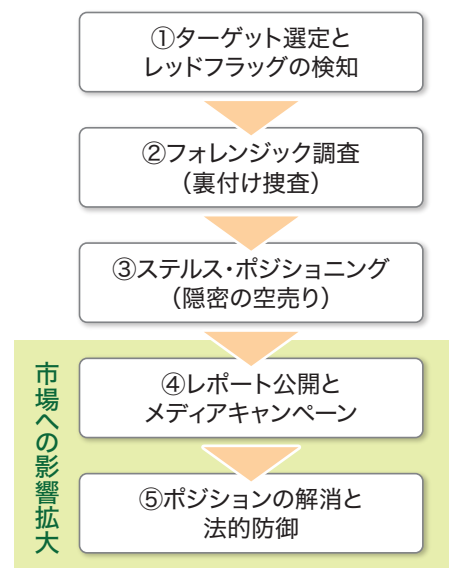 ①ターゲット選定と
レッドフラッグの検知
②フォレンジック調査
（裏付け捜査）
③ステルス・ポジショニング
（隠密の空売り）
市場への影響拡大
④レポート公開と
メディアキャンペーン
⑤ポジションの解消と
法的防御